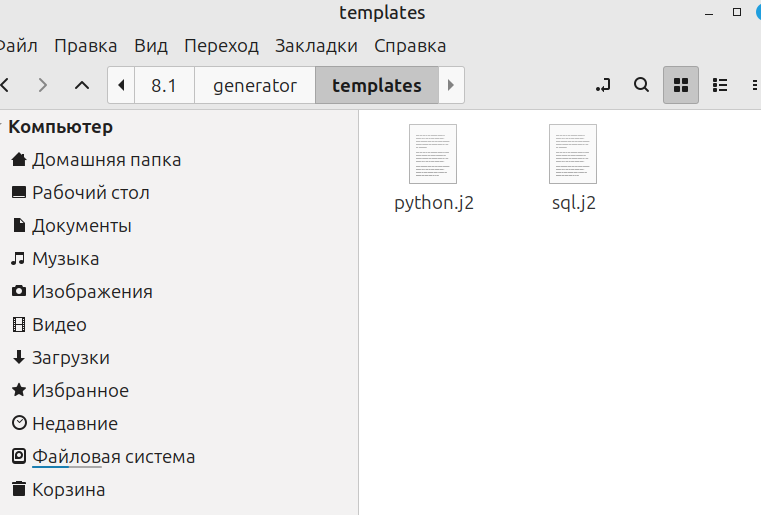 templates
Файл Правка Вид Переход Закладки Справка
8.1 generator templates
Компьютер
Домашняя папка
Рабочий стол
Документы
Музыка
Изображения
Видео
Загрузки
Избранное
Недавние
Файловая система
Корзина
python.j2 sql.j2